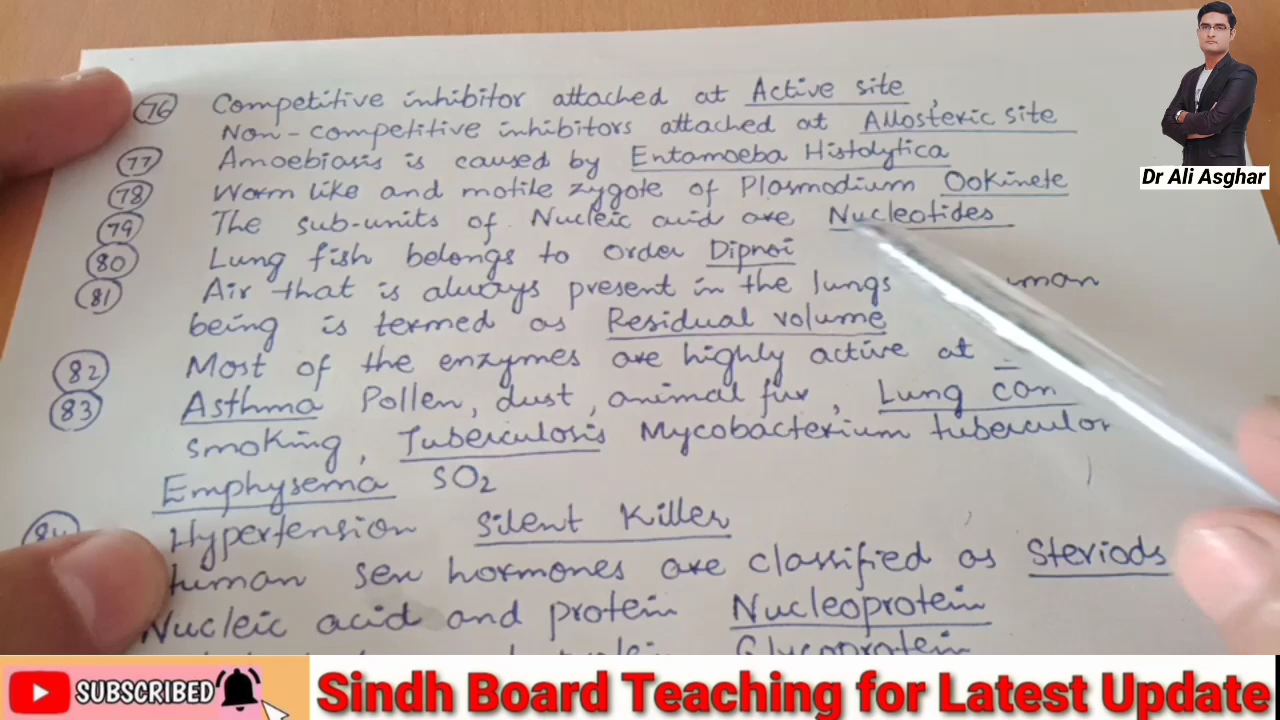 Dr Ali Asghar
76 Competitive inhibitor attached at Active site,
Non-competitive inhibitors attached at Allosteric site
77 Amoebiasis is caused by Entamoeba Histolytica
78 Worm like and motile zygote of Plasmodium Ookinete
79 The sub-units of Nucleic acid are Nucleotides
80 Lung fish belongs to order Dipnoi
81 Air that is always present in the lungs
being is termed as Residual volume
82 Most of the enzymes are highly active at
83 Asthma Pollen, dust, animal fur, Lung can
smoking, Tuberculosis Mycobacterium tuberculo
Emphysema SO2
84 Hypertension Silent Killer
human sex hormones are classified as Steriods
Nucleic acid and protein Nucleoprotein
Glycoprotein
SUBSCRIBED
Sindh Board Teaching for Latest Update